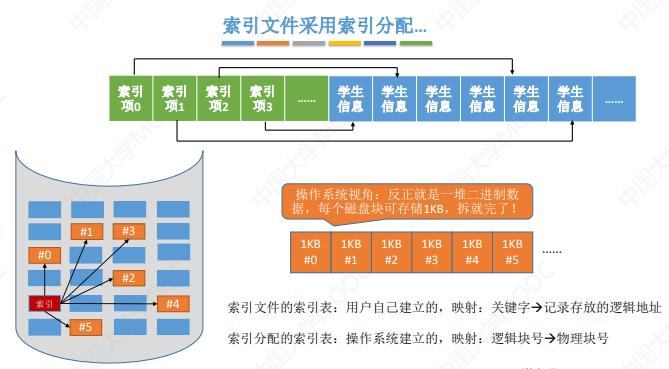 索引文件采用索引分配…
索引项0 索引项1 索引项2 索引项3 …… 学生信息 学生信息 学生信息 学生信息 学生信息 学生信息 ……
操作系统视角：反正就是一堆二进制数
据，每个磁盘块可存储1KB，拆就完了！
#1 #3
#0
#2
索引 #4
#5
1KB 1KB 1KB 1KB 1KB 1KB
#0 #1 #2 #3 #4 #5 ……
索引文件的索引表：用户自己建立的，映射：关键字→记录存放的逻辑地址
索引分配的索引表：操作系统建立的，映射：逻辑块号→物理块号